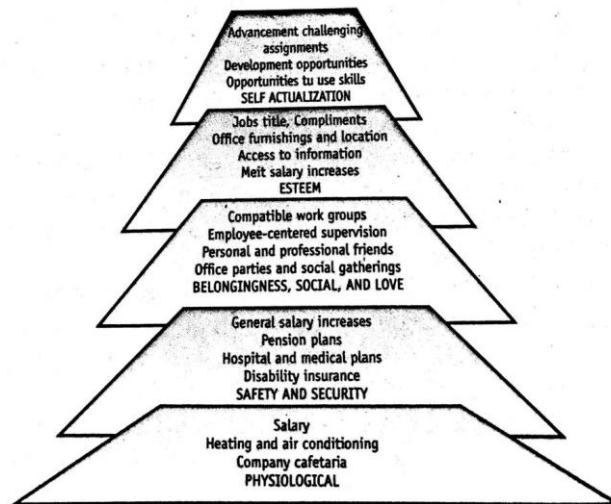 Advancement challenging
assignments
Development opportunities
Opportunities tu use skills
SELF ACTUALIZATION
Jobs title, Compliments
Office furnishings and location
Access to information
Meit salary increases
ESTEEM
Compatible work groups
Employee-centered supervision
Personal and professional friends
Office parties and social gatherings
BELONGINGNESS, SOCIAL, AND LOVE
General salary increases
Pension plans
Hospital and medical plans
Disability insurance
SAFETY AND SECURITY
Salary
Heating and air conditioning
Company cafetaria
PHYSIOLOGICAL